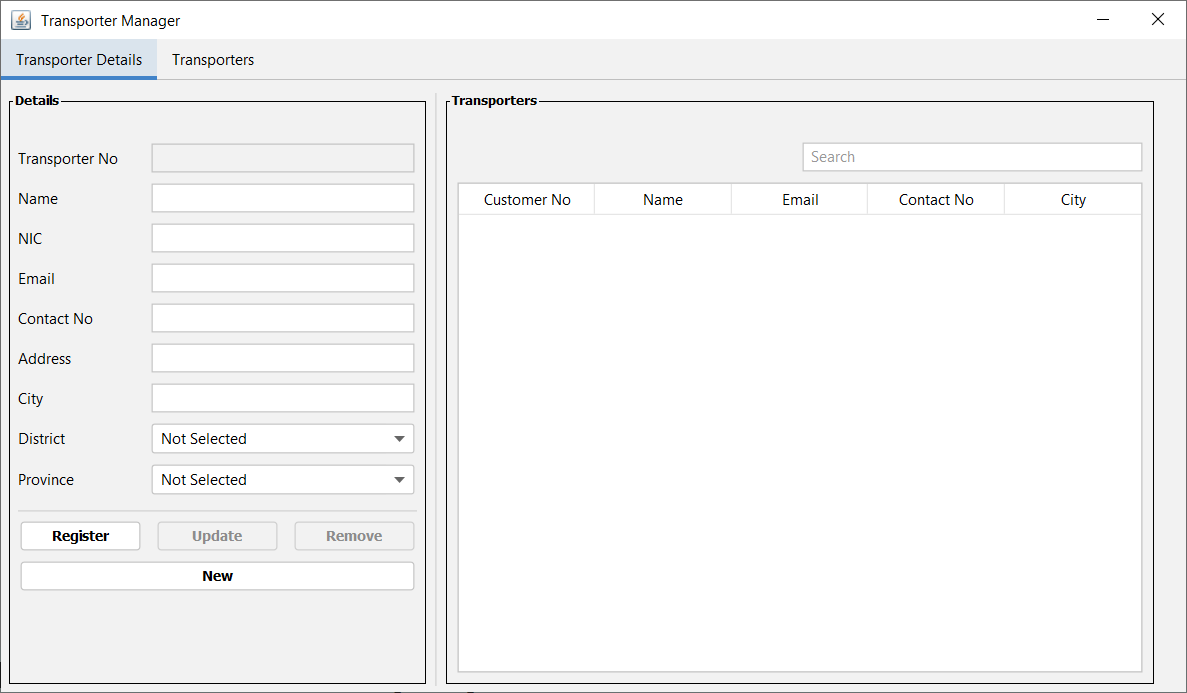 Transporter Manager
Transporter Details Transporters
Details
Transporter No
Name
NIC
Email
Contact No
Address
City
District Not Selected
Province Not Selected
Register Update Remove
New
Transporters
Search
Customer No Name Email Contact No City